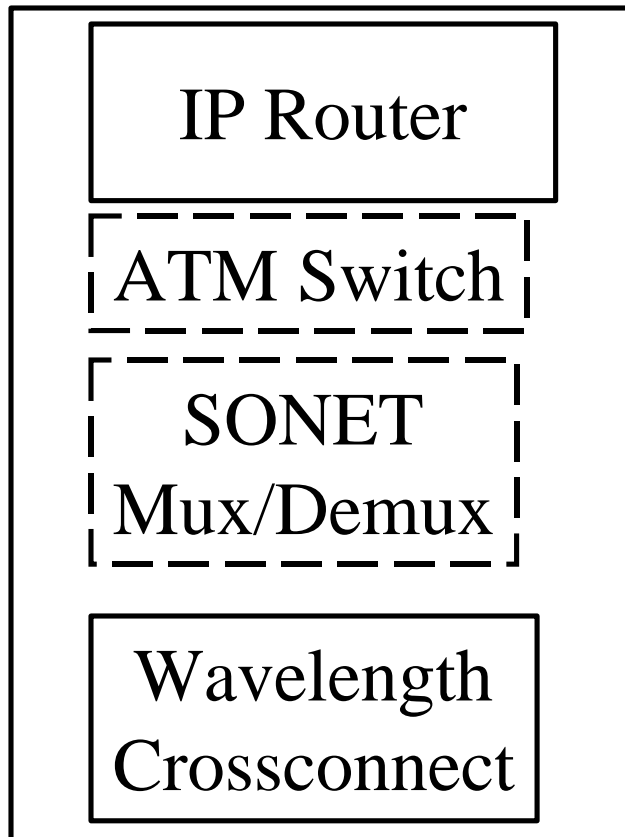 IP Router
ATM Switch
SONET
Mux/Demux
Wavelength
Crossconnect